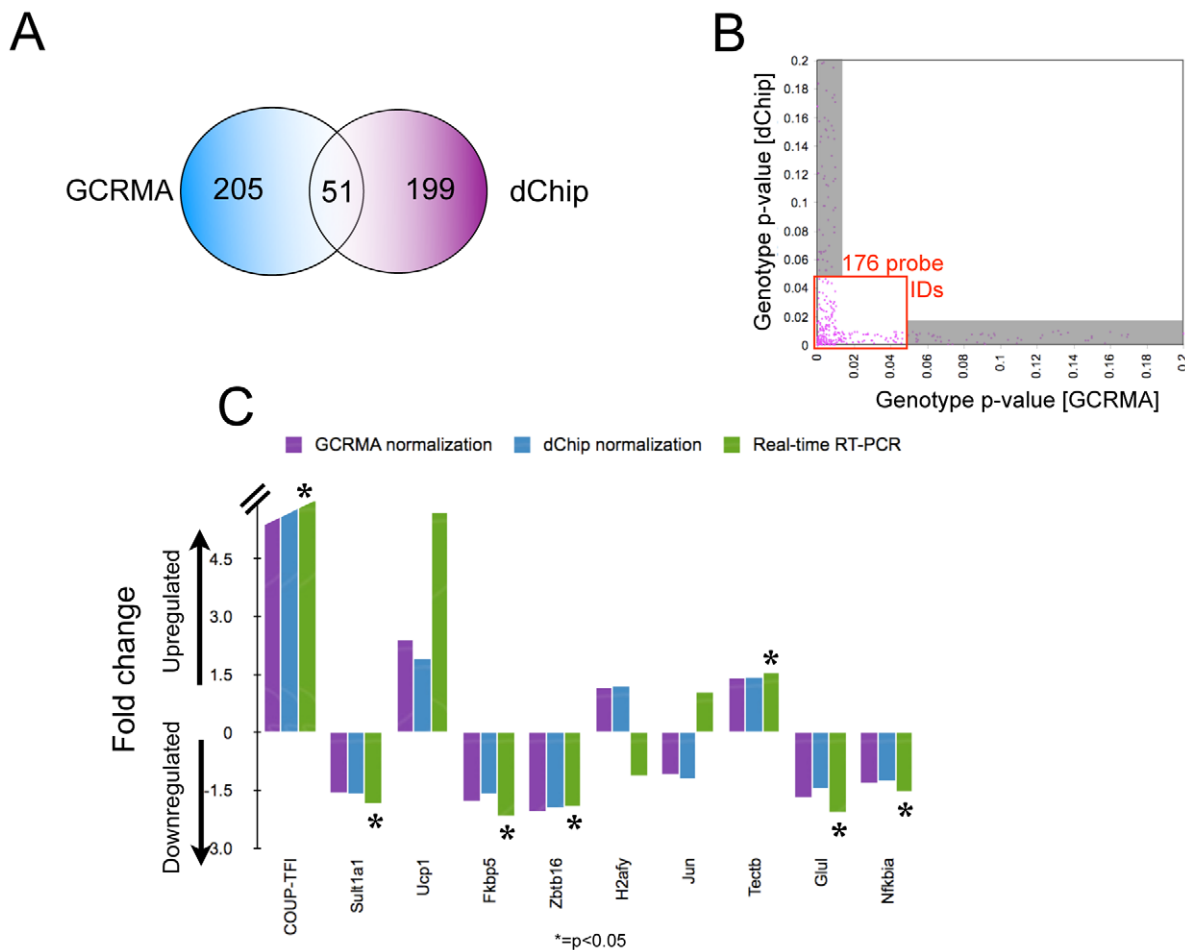 A
GCRMA 205 51 199 dChip
B
Genotype p-value [dChip]
0.2
0.18
0.16
0.14
0.12
0.1
0.08
0.06
0.04
0.02
0
176 probe
IDs
0 0.02 0.04 0.06 0.08 0.1 0.12 0.14 0.16 0.18 0.2
Genotype p-value [GCRMA]
C
GCRMA normalization dChip normalization Real-time RT-PCR
Fold change
Upregulated
Downregulated
4.5
3.0
1.5
0
-1.5
-3.0
* * * * * * *
COUP-TFI Sult1a1 Ucp1 Fkbp5 Zbtb16 H2afy Jun Tectb Glul Nfkbia
*=p<0.05